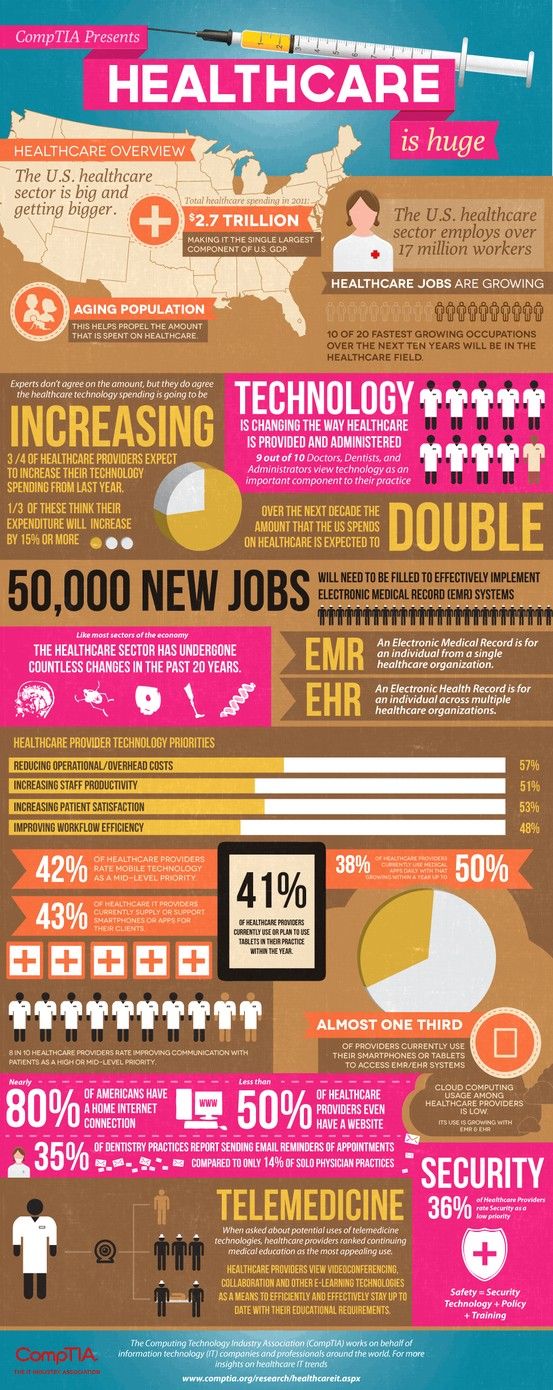 CompTIA Presents
HEALTHCARE
is huge
HEALTHCARE OVERVIEW
The U.S. healthcare
sector is big and
getting bigger.
Total healthcare spending in 2011:
$2.7 TRILLION
MAKING IT THE SINGLE LARGEST
COMPONENT OF U.S. GDP.
The U.S. healthcare
sector employs over
17 million workers
AGING POPULATION
THIS HELPS PROPEL THE AMOUNT
THAT IS SPENT ON HEALTHCARE.
HEALTHCARE JOBS ARE GROWING
10 OF 20 FASTEST GROWING OCCUPATIONS
OVER THE NEXT TEN YEARS WILL BE IN THE
HEALTHCARE FIELD.
Experts don't agree on the amount, but they do agree
the healthcare technology spending is going to be
INCREASING
3/4 OF HEALTHCARE PROVIDERS EXPECT
TO INCREASE THEIR TECHNOLOGY
SPENDING FROM LAST YEAR.
1/3 OF THESE THINK THEIR
EXPENDITURE WILL INCREASE
BY 15% OR MORE
TECHNOLOGY
IS CHANGING THE WAY HEALTHCARE
IS PROVIDED AND ADMINISTERED
9 out of 10 Doctors, Dentists, and
Administrators view technology as an
important component to their practice
OVER THE NEXT DECADE THE
AMOUNT THAT THE US SPENDS
ON HEALTHCARE IS EXPECTED TO
DOUBLE
50,000 NEW JOBS
WILL NEED TO BE FILLED TO EFFECTIVELY IMPLEMENT
ELECTRONIC MEDICAL RECORD (EMR) SYSTEMS
Like most sectors of the economy
THE HEALTHCARE SECTOR HAS UNDERGONE
COUNTLESS CHANGES IN THE PAST 20 YEARS.
EMR
An Electronic Medical Record is for
an individual from a single
healthcare organization.
EHR
An Electronic Health Record is for
an individual across multiple
healthcare organizations.
HEALTHCARE PROVIDER TECHNOLOGY PRIORITIES
REDUCING OPERATIONAL/OVERHEAD COSTS 57%
INCREASING STAFF PRODUCTIVITY 51%
INCREASING PATIENT SATISFACTION 53%
IMPROVING WORKFLOW EFFICIENCY 48%
42%
OF HEALTHCARE PROVIDERS
RATE MOBILE TECHNOLOGY
AS A MID-LEVEL PRIORITY.
43%
OF HEALTHCARE IT PROVIDERS
CURRENTLY SUPPLY OR SUPPORT
SMARTPHONES OR APPS FOR
THEIR CLIENTS.
41%
OF HEALTHCARE PROVIDERS
CURRENTLY USE OR PLAN TO USE
TABLETS IN THEIR PRACTICE
WITHIN THE YEAR.
38%
OF HEALTHCARE PROVIDERS
CURRENTLY USE MEDICAL
APPS DAILY WITH THAT
GROWING WITHIN A YEAR UP TO
50%
8 IN 10 HEALTHCARE PROVIDERS RATE IMPROVING COMMUNICATION WITH
PATIENTS AS A HIGH OR MID-LEVEL PRIORITY.
ALMOST ONE THIRD
OF PROVIDERS CURRENTLY USE
THEIR SMARTPHONES OR TABLETS
TO ACCESS EMR/EHR SYSTEMS
Nearly
80%
OF AMERICANS HAVE
A HOME INTERNET
CONNECTION
WWW
Less than
50%
OF HEALTHCARE
PROVIDERS EVEN
HAVE A WEBSITE
CLOUD COMPUTING
USAGE AMONG
HEALTHCARE PROVIDERS
IS LOW.
ITS USE IS GROWING WITH
EMR & EHR
35%
OF DENTISTRY PRACTICES REPORT SENDING EMAIL REMINDERS OF APPOINTMENTS
COMPARED TO ONLY 14% OF SOLO PHYSICIAN PRACTICES
SECURITY
36%
of Healthcare Providers
rate Security as a
low priority
Safety = Security
Technology + Policy
+ Training
TELEMEDICINE
When asked about potential uses of telemedicine
technologies, healthcare providers ranked continuing
medical education as the most appealing use.
HEALTHCARE PROVIDERS VIEW VIDEOCONFERENCING,
COLLABORATION AND OTHER E-LEARNING TECHNOLOGIES
AS A MEANS TO EFFICIENTLY AND EFFECTIVELY STAY UP TO
DATE WITH THEIR EDUCATIONAL REQUIREMENTS.
CompTIA.
THE IT INDUSTRY ASSOCIATION
The Computing Technology Industry Association (CompTIA) works on behalf of
information technology (IT) companies and professionals around the world. For more
insights on healthcare IT trends
www.comptia.org/research/healthcareit.aspx